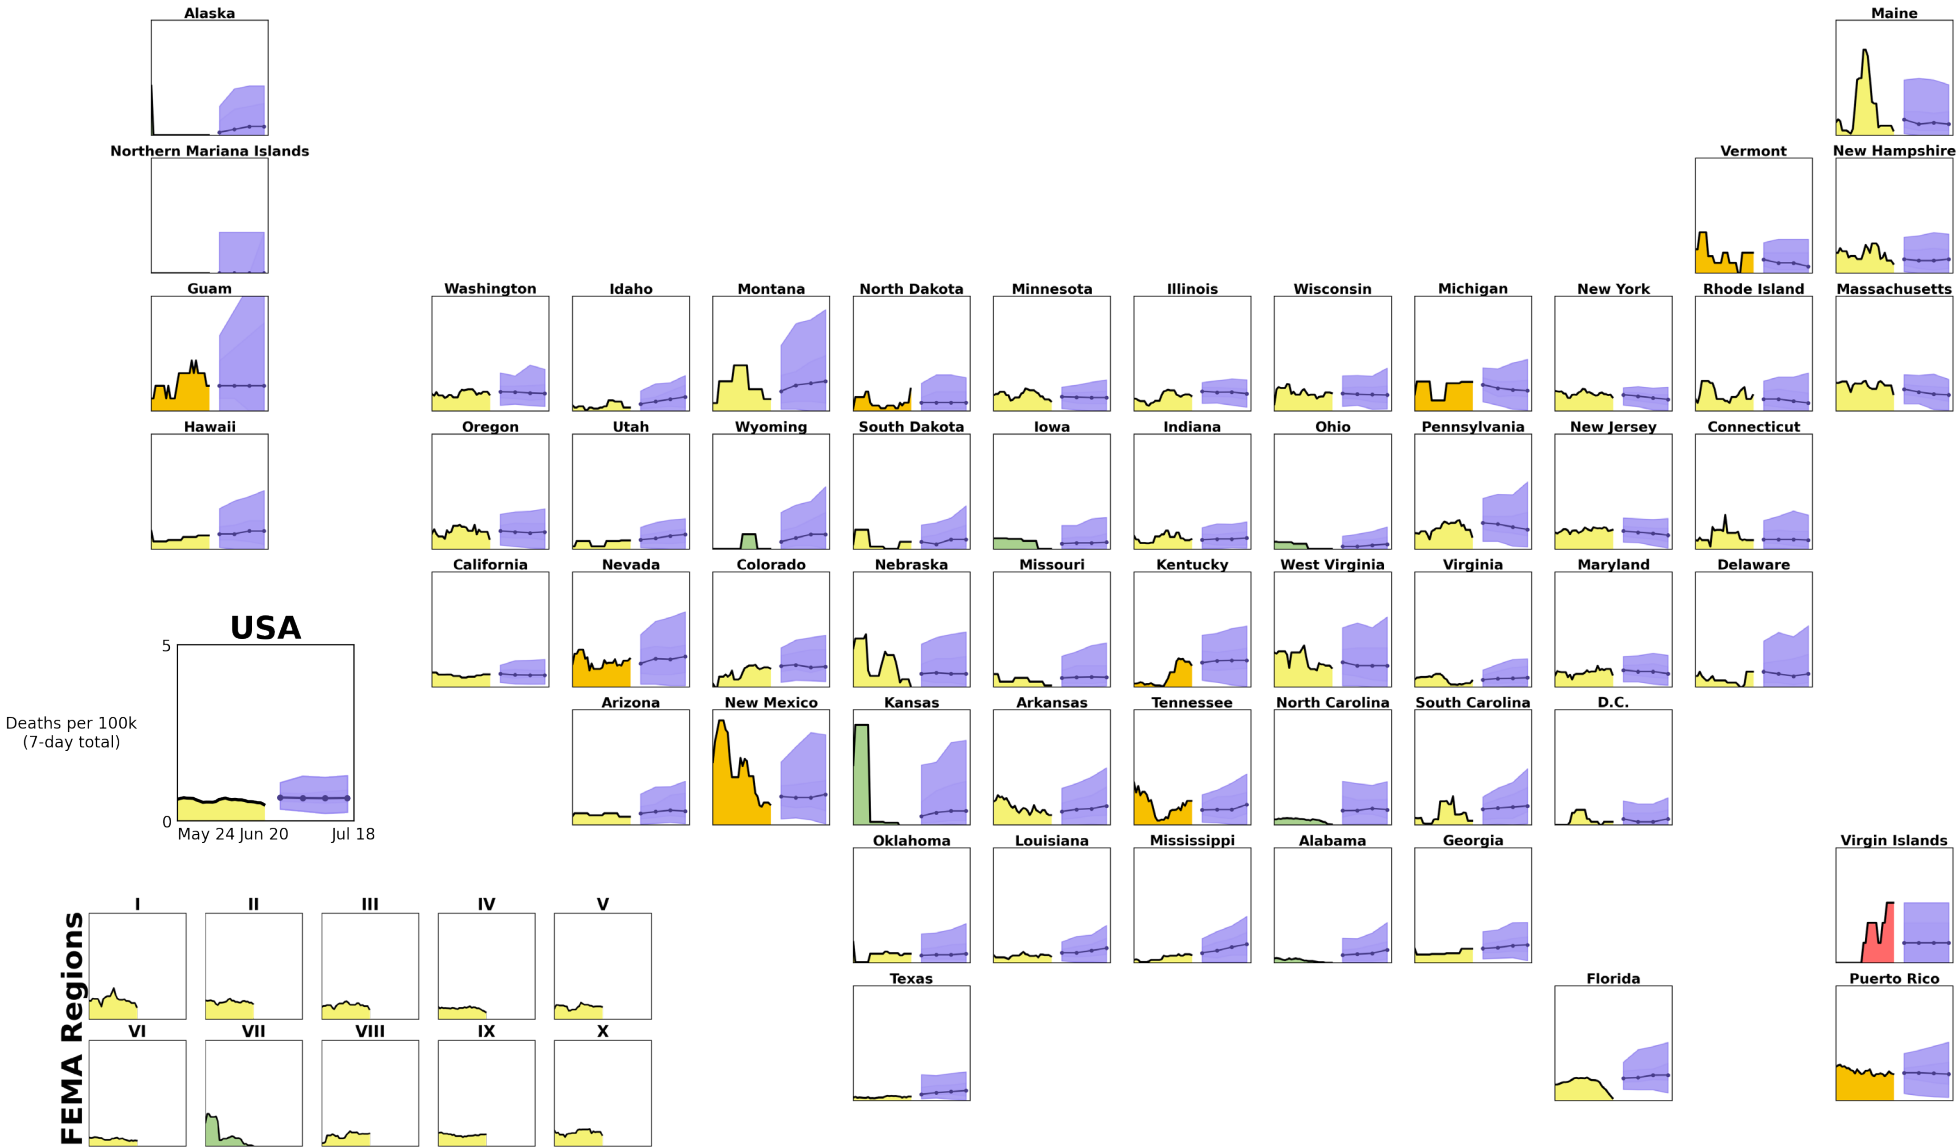 Alaska
Maine
Northern Mariana Islands
Vermont
New Hampshire
Guam
Washington
Idaho
Montana
North Dakota
Minnesota
Illinois
Wisconsin
Michigan
New York
Rhode Island
Massachusetts
Hawaii
Oregon
Utah
Wyoming
South Dakota
Iowa
Indiana
Ohio
Pennsylvania
New Jersey
Connecticut
California
Nevada
Colorado
Nebraska
Missouri
Kentucky
West Virginia
Virginia
Maryland
Delaware
USA
5
Deaths per 100k
(7-day total)
0
May 24
Jun 20
Jul 18
Arizona
New Mexico
Kansas
Arkansas
Tennessee
North Carolina
South Carolina
D.C.
Oklahoma
Louisiana
Mississippi
Alabama
Georgia
Virgin Islands
FEMA Regions
I
II
III
IV
V
VI
VII
VIII
IX
X
Texas
Florida
Puerto Rico